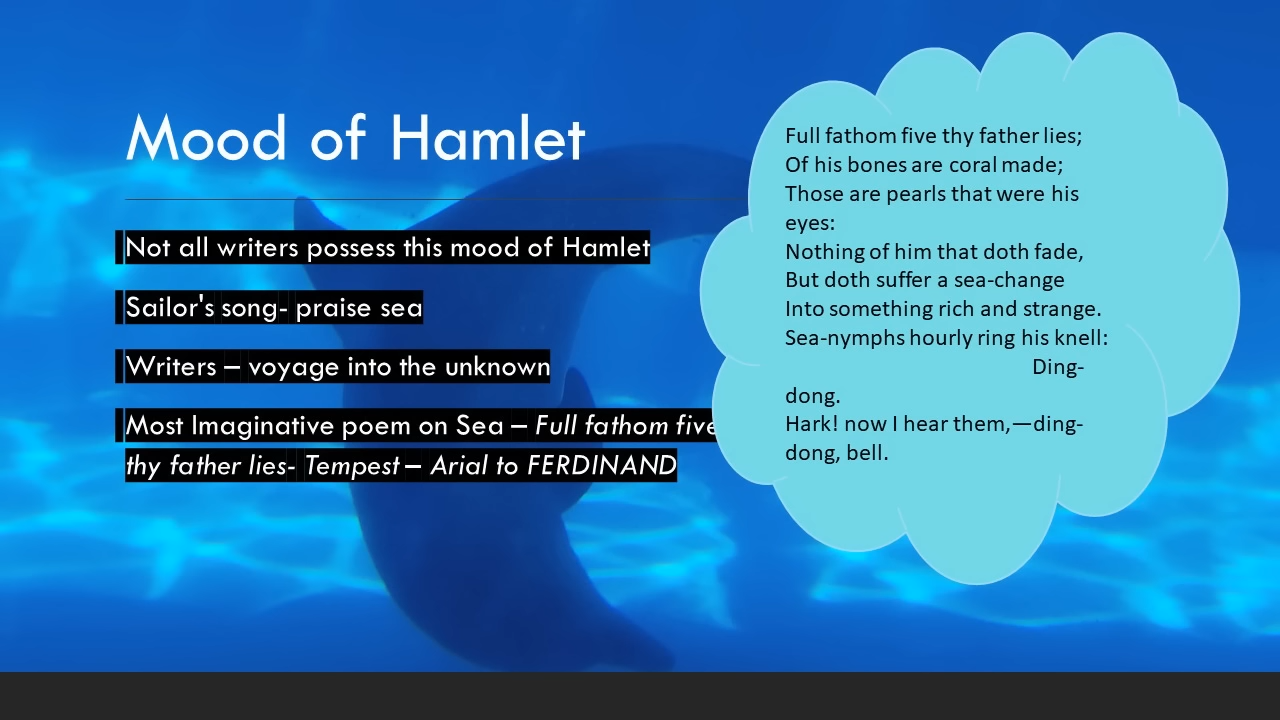 Mood of Hamlet
Not all writers possess this mood of Hamlet
Sailor's song- praise sea
Writers – voyage into the unknown
Most Imaginative poem on Sea – Full fathom five
thy father lies- Tempest – Arial to FERDINAND
Full fathom five thy father lies;
Of his bones are coral made;
Those are pearls that were his
eyes:
Nothing of him that doth fade,
But doth suffer a sea-change
Into something rich and strange.
Sea-nymphs hourly ring his knell:
Ding-
dong.
Hark! now I hear them,—ding-
dong, bell.